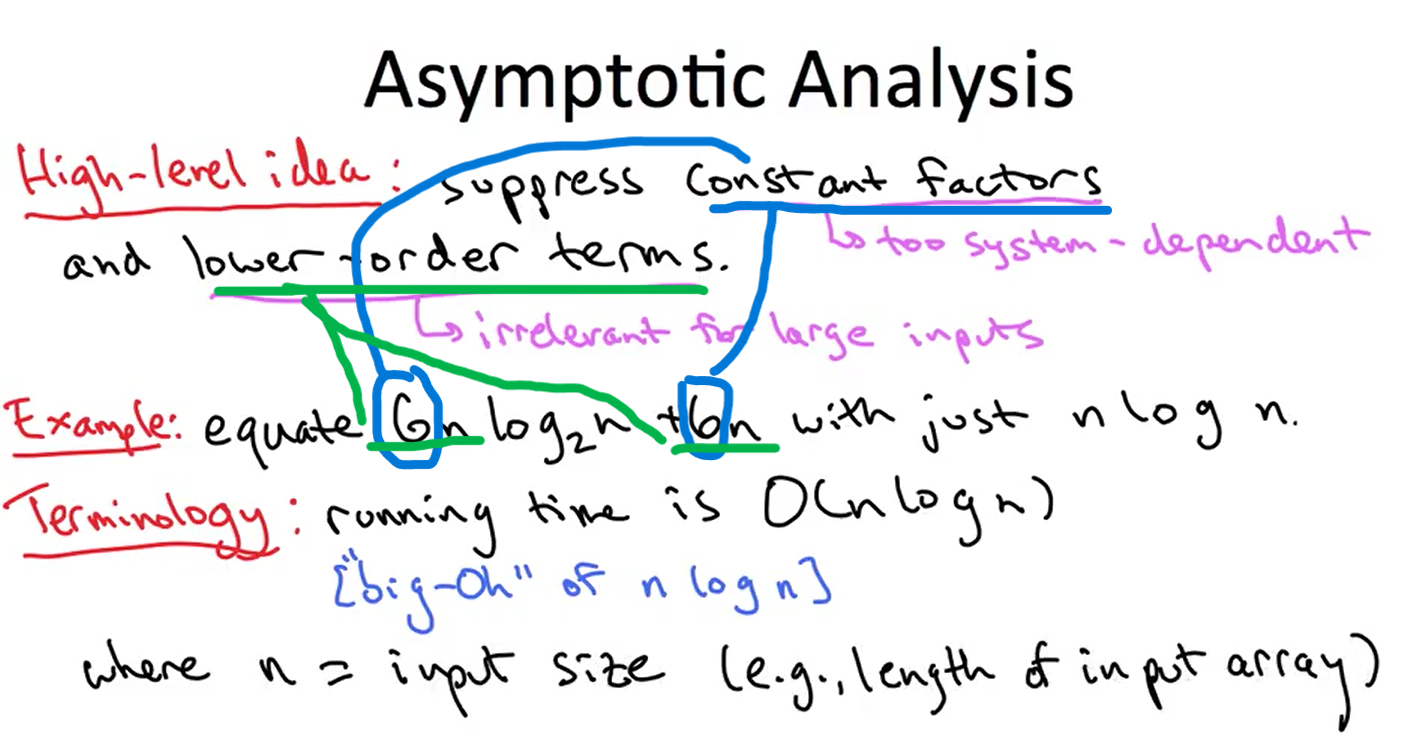 Asymptotic Analysis
High-level idea: suppress constant factors
↳ too system-dependent
and lower-order terms.
↳ irrelevant for large inputs
Example: equate 6n log₂n + 6n with just n log n.
Terminology: running time is O(n log n)
["big-Oh" of n log n]
where n = input size (e.g., length of input array)